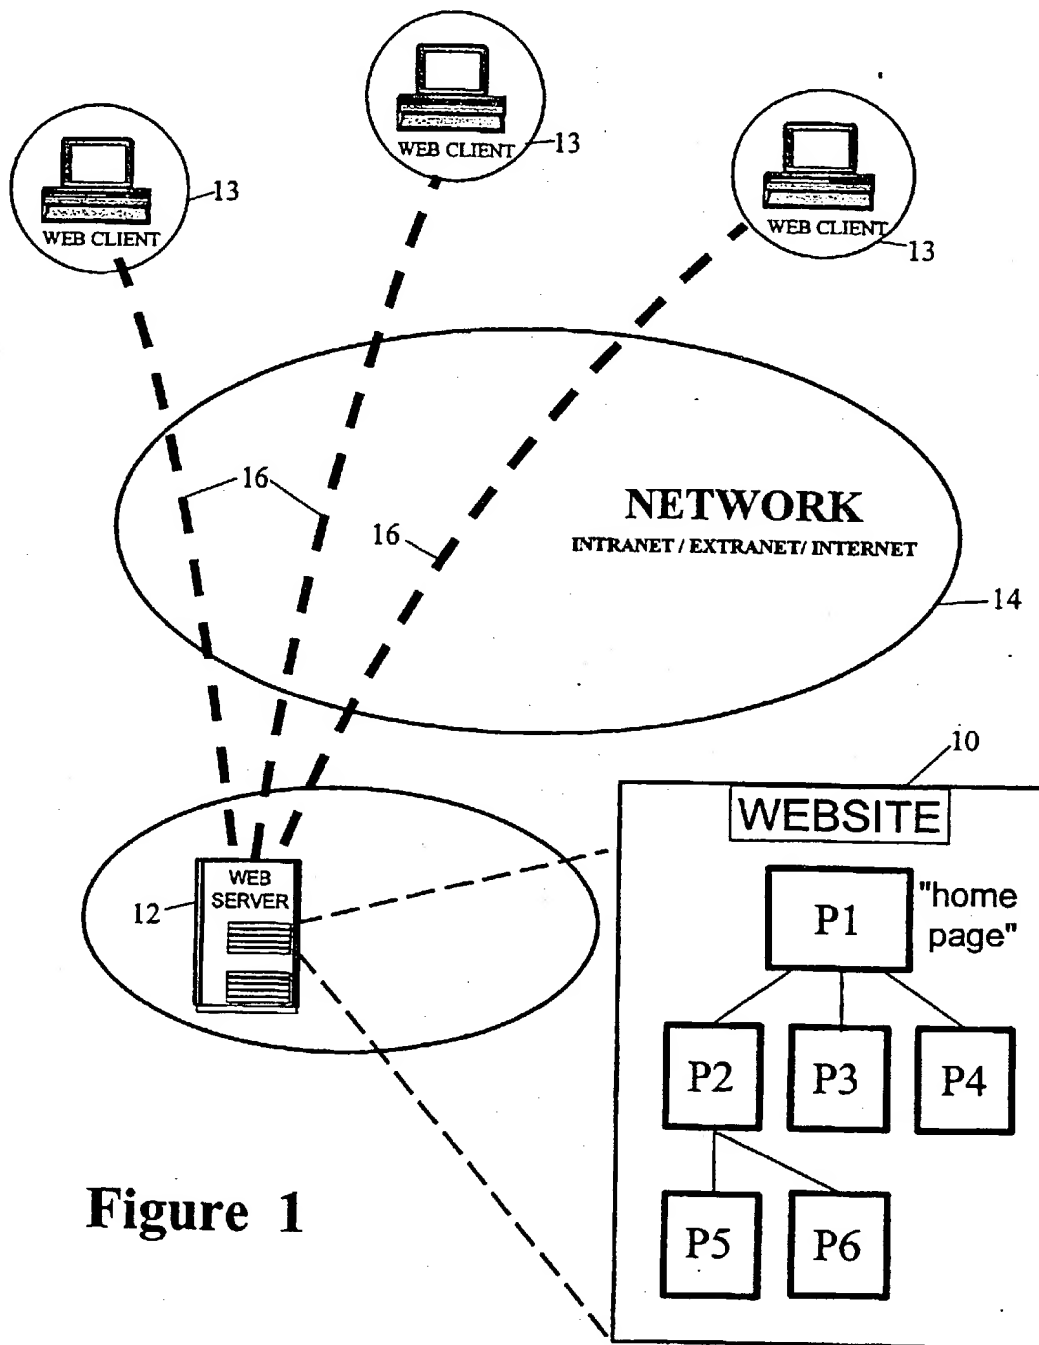 WEB CLIENT
13
WEB CLIENT
13
WEB CLIENT
13
16
16
NETWORK
INTRANET / EXTRANET/ INTERNET
14
10
WEBSITE
WEB
SERVER
12
P1
"home
page"
P2
P3
P4
P5
P6
Figure 1